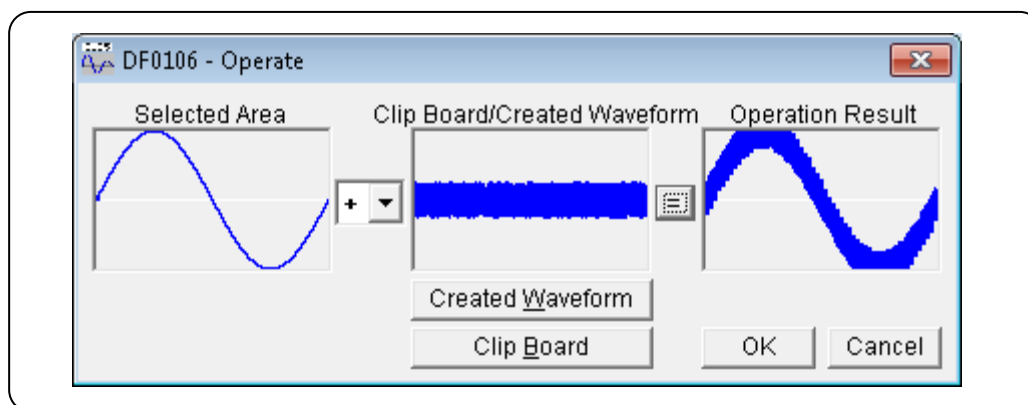 DF0106 - Operate
Selected Area
Clip Board/Created Waveform
Operation Result
+
=
Created Waveform
Clip Board
OK
Cancel